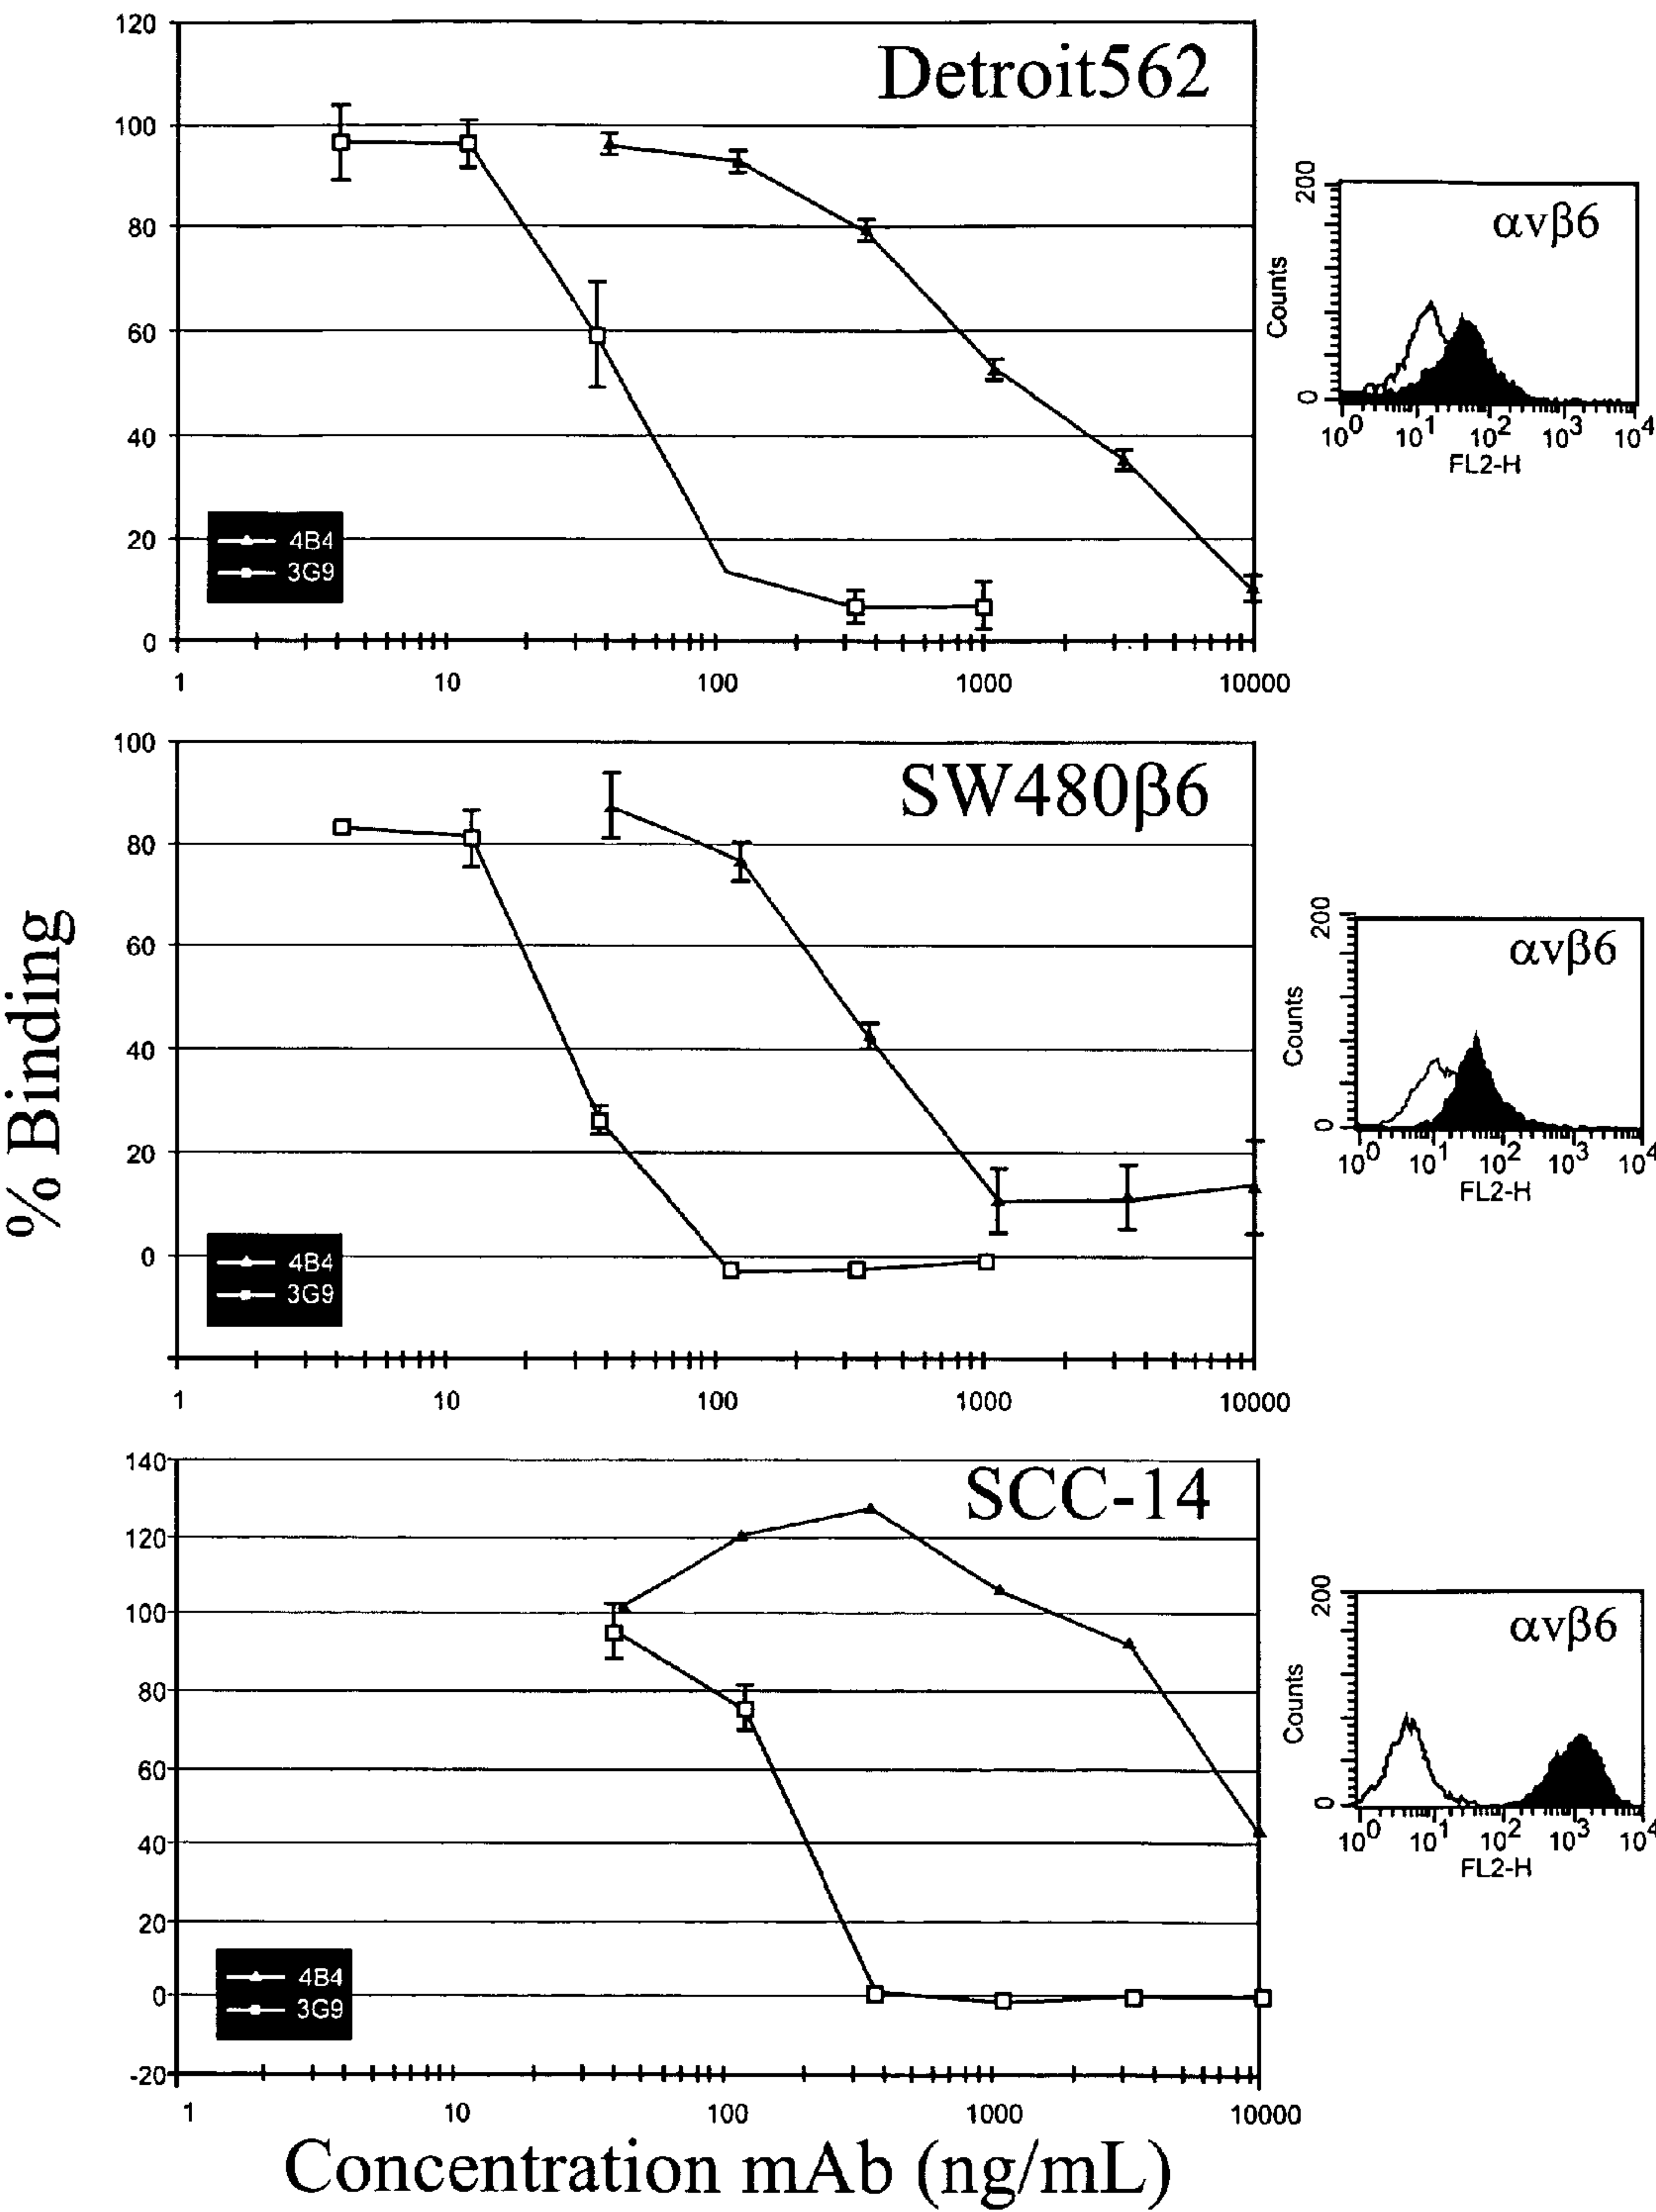 120
100
80
60
40
20
0
Detroit562
4B4
3G9
1 10 100 1000 10000
200
Counts
0
αvβ6
10^0 10^1 10^2 10^3 10^4
FL2-H
% Binding
100
80
60
40
20
0
SW480β6
4B4
3G9
1 10 100 1000 10000
200
Counts
0
αvβ6
10^0 10^1 10^2 10^3 10^4
FL2-H
140
120
100
80
60
40
20
0
-20
SCC-14
4B4
3G9
1 10 100 1000 10000
200
Counts
0
αvβ6
10^0 10^1 10^2 10^3 10^4
FL2-H
Concentration mAb (ng/mL)